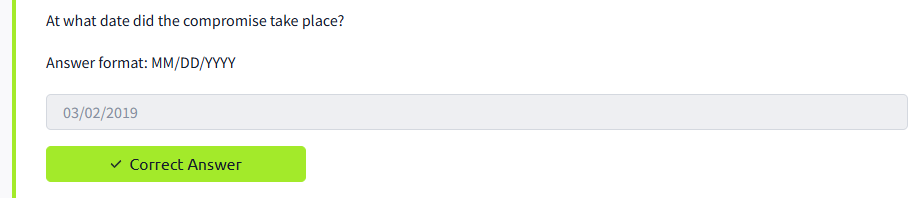 At what date did the compromise take place?
Answer format: MM/DD/YYYY
03/02/2019
✓ Correct Answer